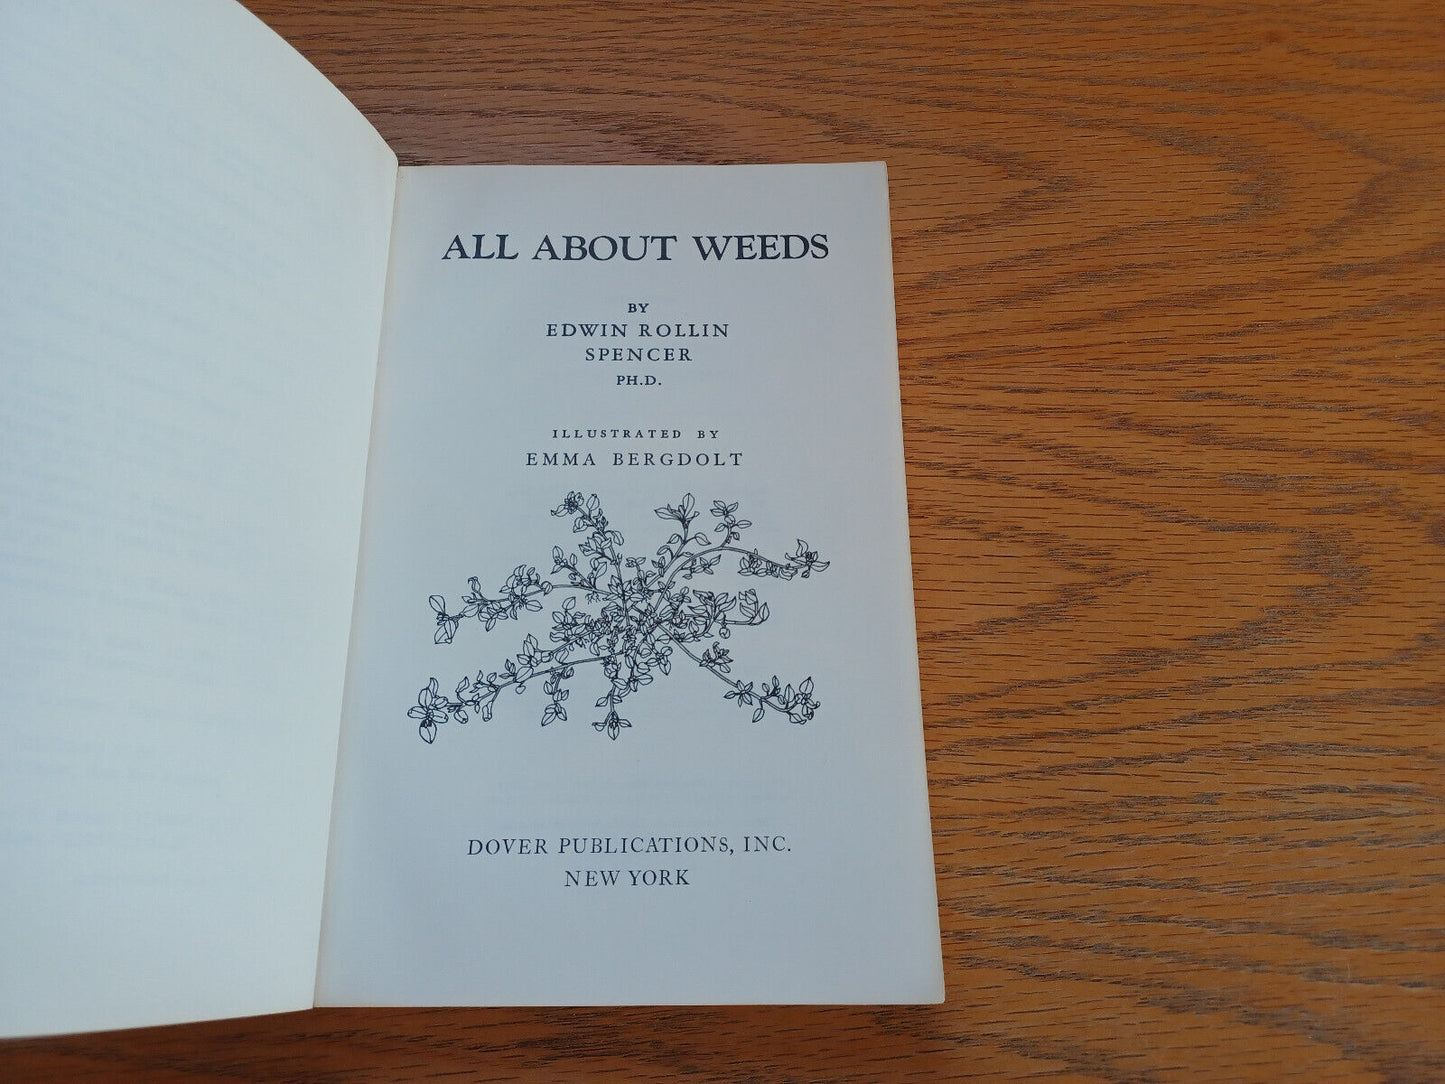 ALL ABOUT WEEDS
BY
EDWIN ROLLIN
SPENCER
PH.D.
ILLUSTRATED BY
EMMA BERGDOLT
DOVER PUBLICATIONS, INC.
NEW YORK